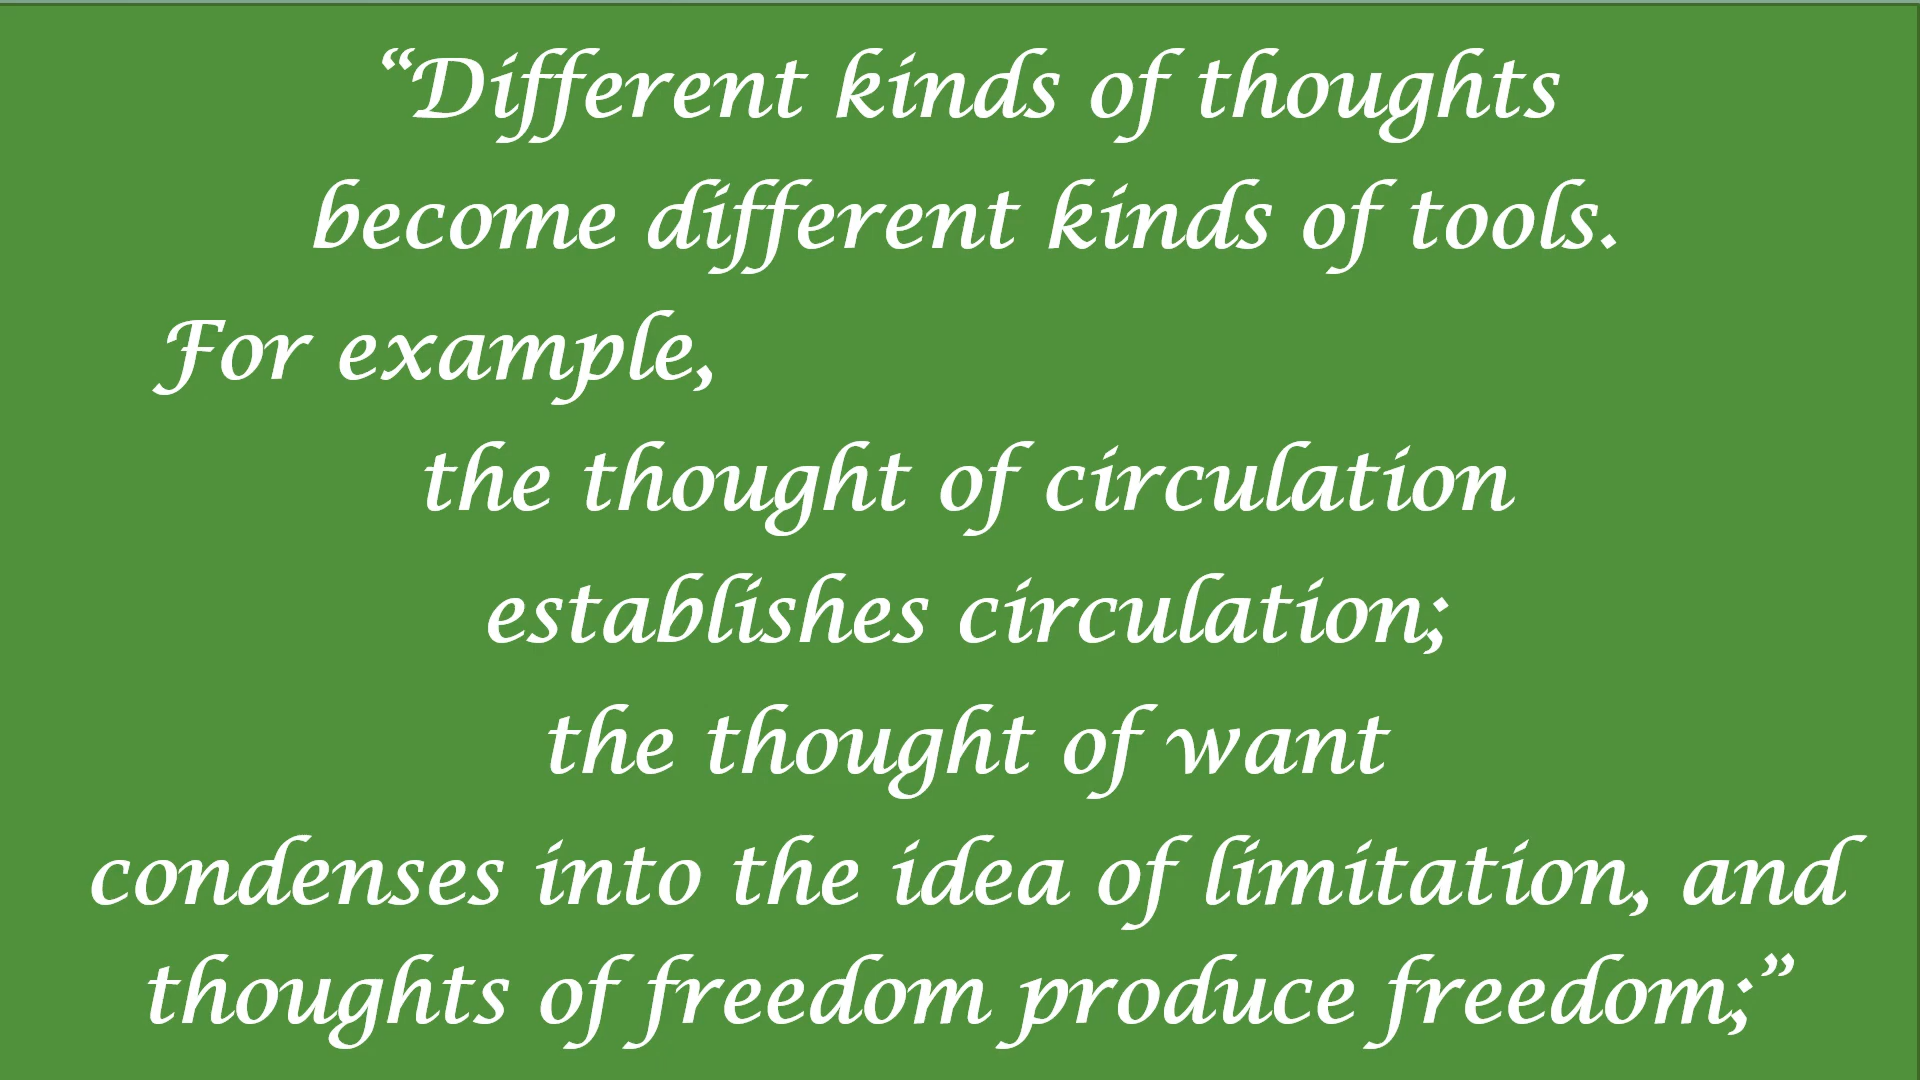 “Different kinds of thoughts
become different kinds of tools.
For example,
the thought of circulation
establishes circulation;
the thought of want
condenses into the idea of limitation, and
thoughts of freedom produce freedom;”